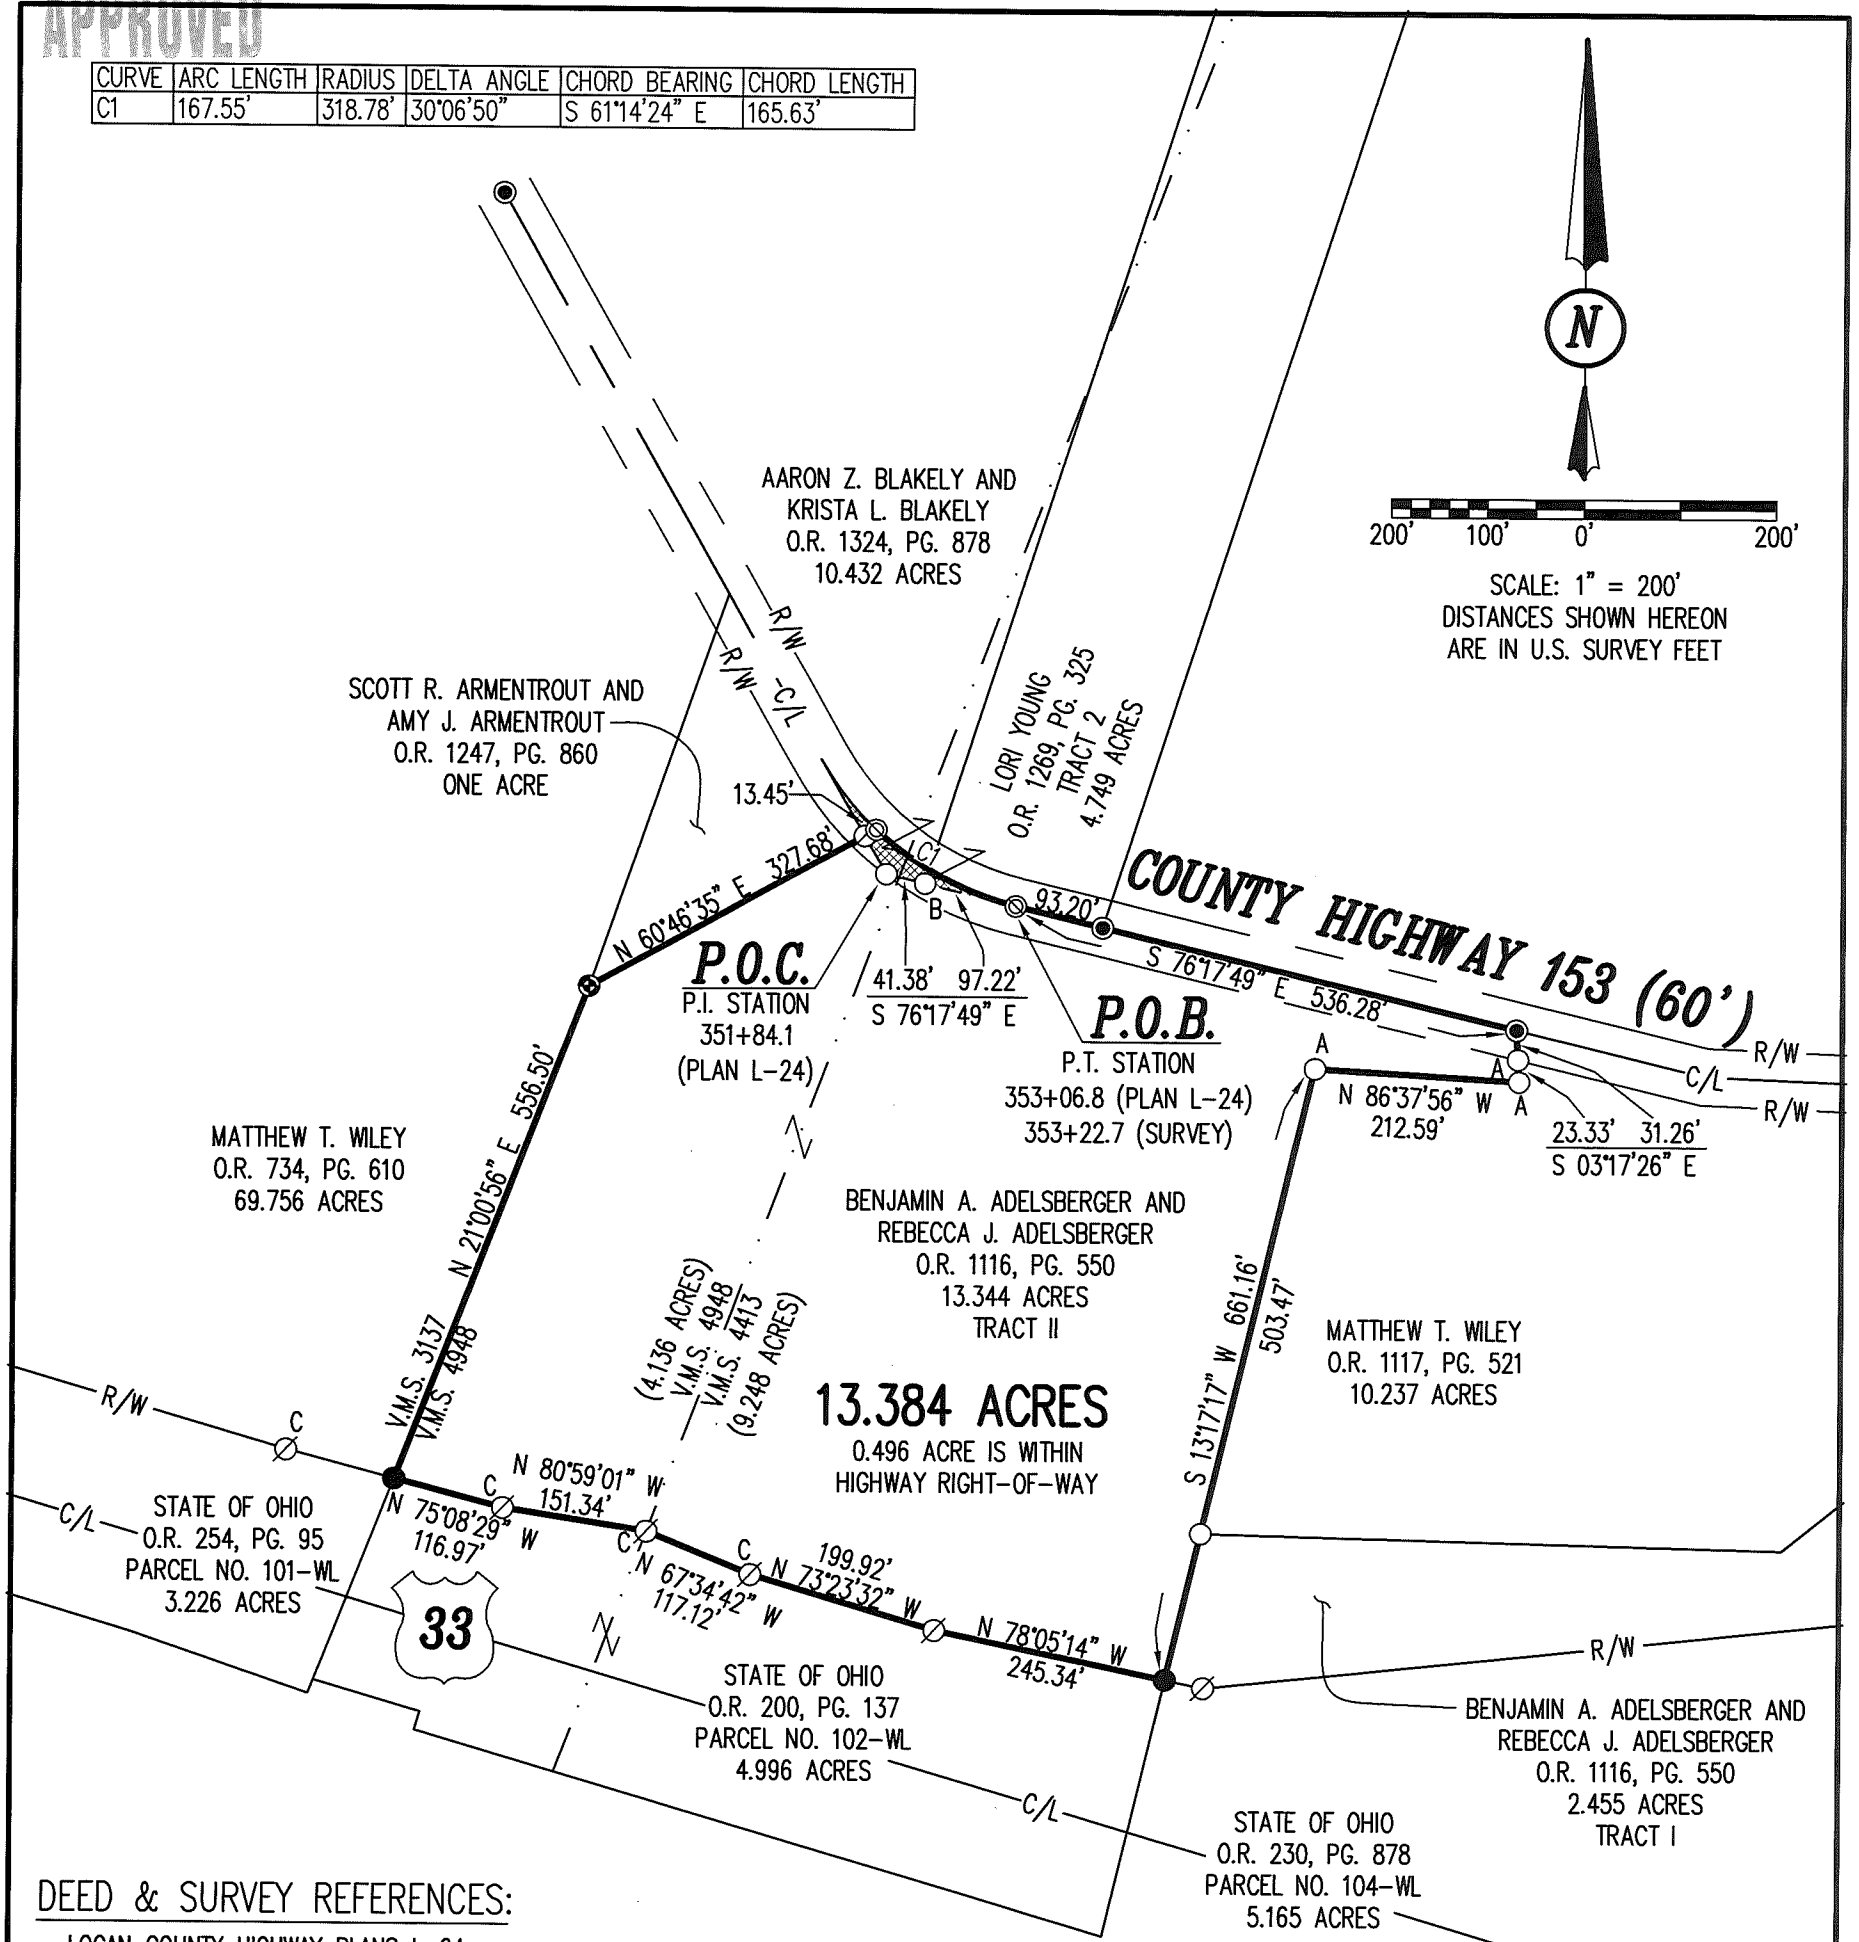 APPROVED
CURVE ARC LENGTH RADIUS DELTA ANGLE CHORD BEARING CHORD LENGTH
C1 167.55' 318.78' 30°06'50" S 61°14'24" E 165.63'
N
200' 100' 0' 200'
SCALE: 1" = 200'
DISTANCES SHOWN HEREON
ARE IN U.S. SURVEY FEET
AARON Z. BLAKELY AND
KRISTA L. BLAKELY
O.R. 1324, PG. 878
10.432 ACRES
R/W
R/W
C/L
SCOTT R. ARMENTROUT AND
AMY J. ARMENTROUT
O.R. 1247, PG. 860
ONE ACRE
LORI YOUNG
O.R. 1269, PG. 325
TRACT 2
4.749 ACRES
13.45'
C1
B
93.20'
COUNTY HIGHWAY 153 (60')
N 60°46'35" E 327.68'
P.O.C.
P.I. STATION
351+84.1
(PLAN L-24)
41.38' 97.22'
S 76°17'49" E
S 76°17'49" E 536.28'
P.O.B.
P.T. STATION
353+06.8 (PLAN L-24)
353+22.7 (SURVEY)
A
A
A
R/W
C/L
R/W
N 86°37'56" W
212.59'
23.33' 31.26'
S 03°17'26" E
N 21°00'56" E 556.50'
MATTHEW T. WILEY
O.R. 734, PG. 610
69.756 ACRES
BENJAMIN A. ADELSBERGER AND
REBECCA J. ADELSBERGER
O.R. 1116, PG. 550
13.344 ACRES
TRACT II
(4.136 ACRES)
V.M.S. 4948
V.M.S. 4413
(9.248 ACRES)
13.384 ACRES
0.496 ACRE IS WITHIN
HIGHWAY RIGHT-OF-WAY
S 13°17'17" W 661.16'
503.47'
MATTHEW T. WILEY
O.R. 1117, PG. 521
10.237 ACRES
V.M.S. 3137
V.M.S. 4948
R/W
C
C/L
C
N 80°59'01" W
151.34'
N 75°08'29" W
116.97'
C
C
N 67°34'42" W
117.12'
199.92'
N 73°23'32" W
N 78°05'14" W
245.34'
STATE OF OHIO
O.R. 254, PG. 95
PARCEL NO. 101-WL
3.226 ACRES
33
STATE OF OHIO
O.R. 200, PG. 137
PARCEL NO. 102-WL
4.996 ACRES
R/W
C/L
BENJAMIN A. ADELSBERGER AND
REBECCA J. ADELSBERGER
O.R. 1116, PG. 550
2.455 ACRES
TRACT I
STATE OF OHIO
O.R. 230, PG. 878
PARCEL NO. 104-WL
5.165 ACRES
DEED & SURVEY REFERENCES:
LOGAN COUNTY HIGHWAY PLANS L-24